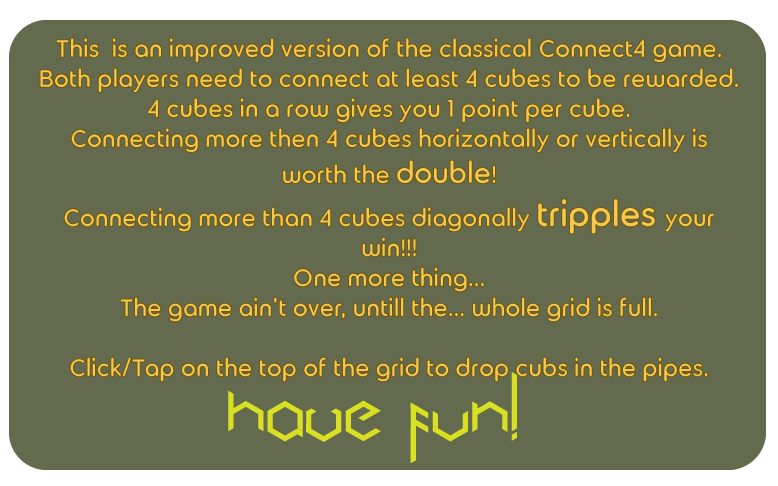 This is an improved version of the classical Connect4 game.
Both players need to connect at least 4 cubes to be rewarded.
4 cubes in a row gives you 1 point per cube.
Connecting more then 4 cubes horizontally or vertically is
worth the double!
Connecting more than 4 cubes diagonally tripples your
win!!!
One more thing...
The game ain't over, untill the... whole grid is full.
Click/Tap on the top of the grid to drop cubs in the pipes.
have fun!